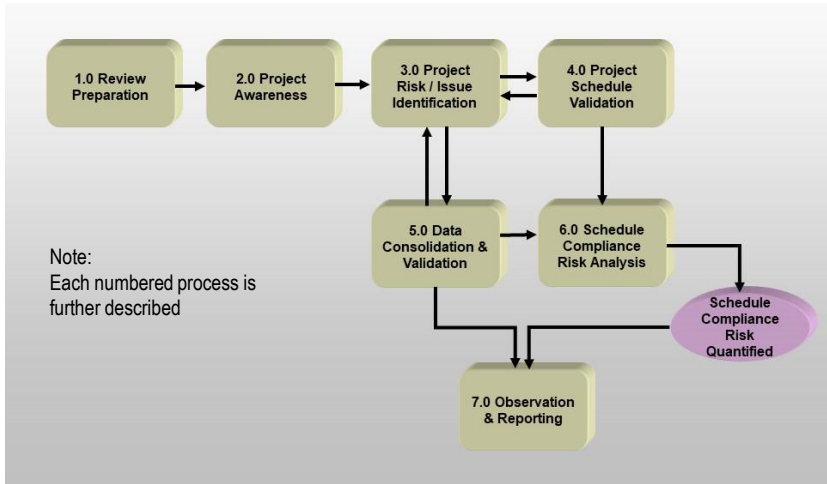 1.0 Review
Preparation
2.0 Project
Awareness
3.0 Project
Risk / Issue
Identification
4.0 Project
Schedule
Validation
5.0 Data
Consolidation &
Validation
6.0 Schedule
Compliance
Risk Analysis
Note:
Each numbered process is
further described
Schedule
Compliance
Risk
Quantified
7.0 Observation
& Reporting